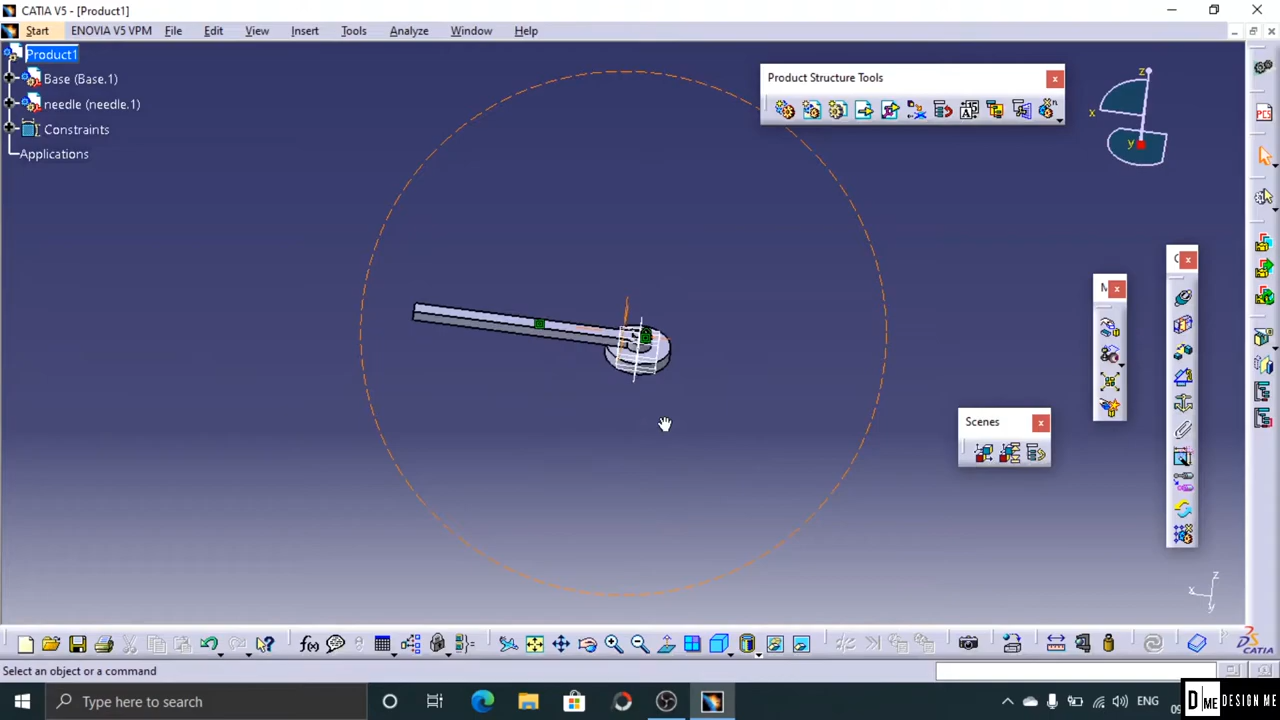 CATIA V5 - [Product1]
Start ENOVIA V5 VPM File Edit View Insert Tools Analyze Window Help
Product1
Base (Base.1)
needle (needle.1)
Constraints
Applications
Product Structure Tools
z
x
y
M
Scenes
z
x
y
CATIA
Select an object or a command
Type here to search
ENG
DME DESIGN ME